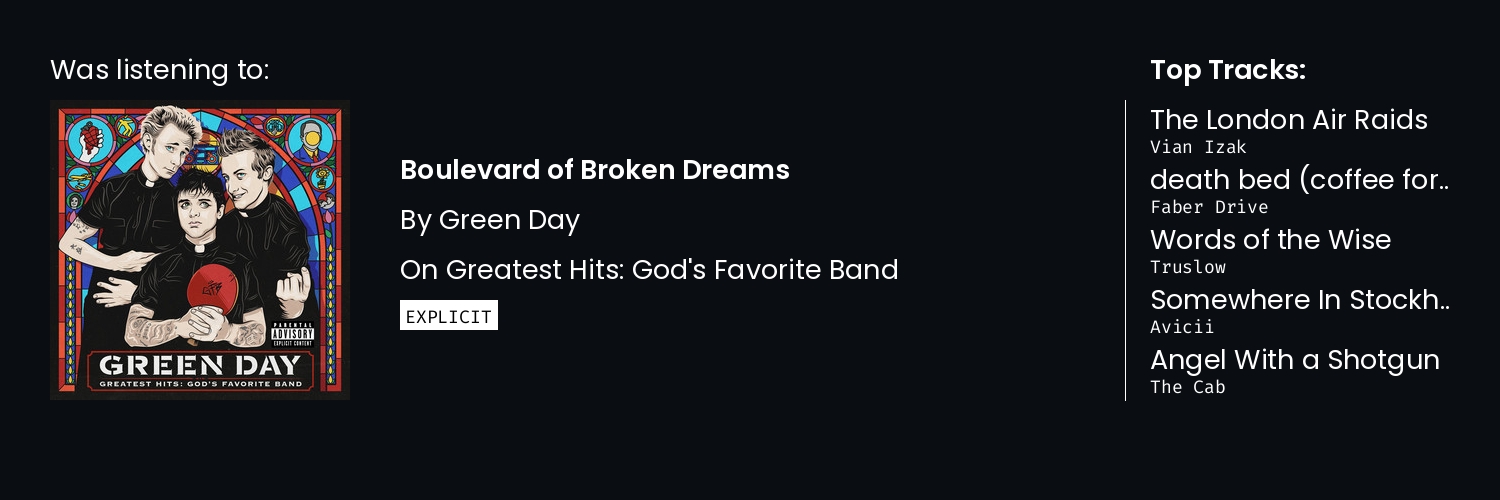 Was listening to:
PARENTAL
ADVISORY
EXPLICIT CONTENT
GREEN DAY
GREATEST HITS: GOD'S FAVORITE BAND
Boulevard of Broken Dreams
By Green Day
On Greatest Hits: God's Favorite Band
EXPLICIT
Top Tracks:
The London Air Raids
Vian Izak
death bed (coffee for..
Faber Drive
Words of the Wise
Truslow
Somewhere In Stockh..
Avicii
Angel With a Shotgun
The Cab